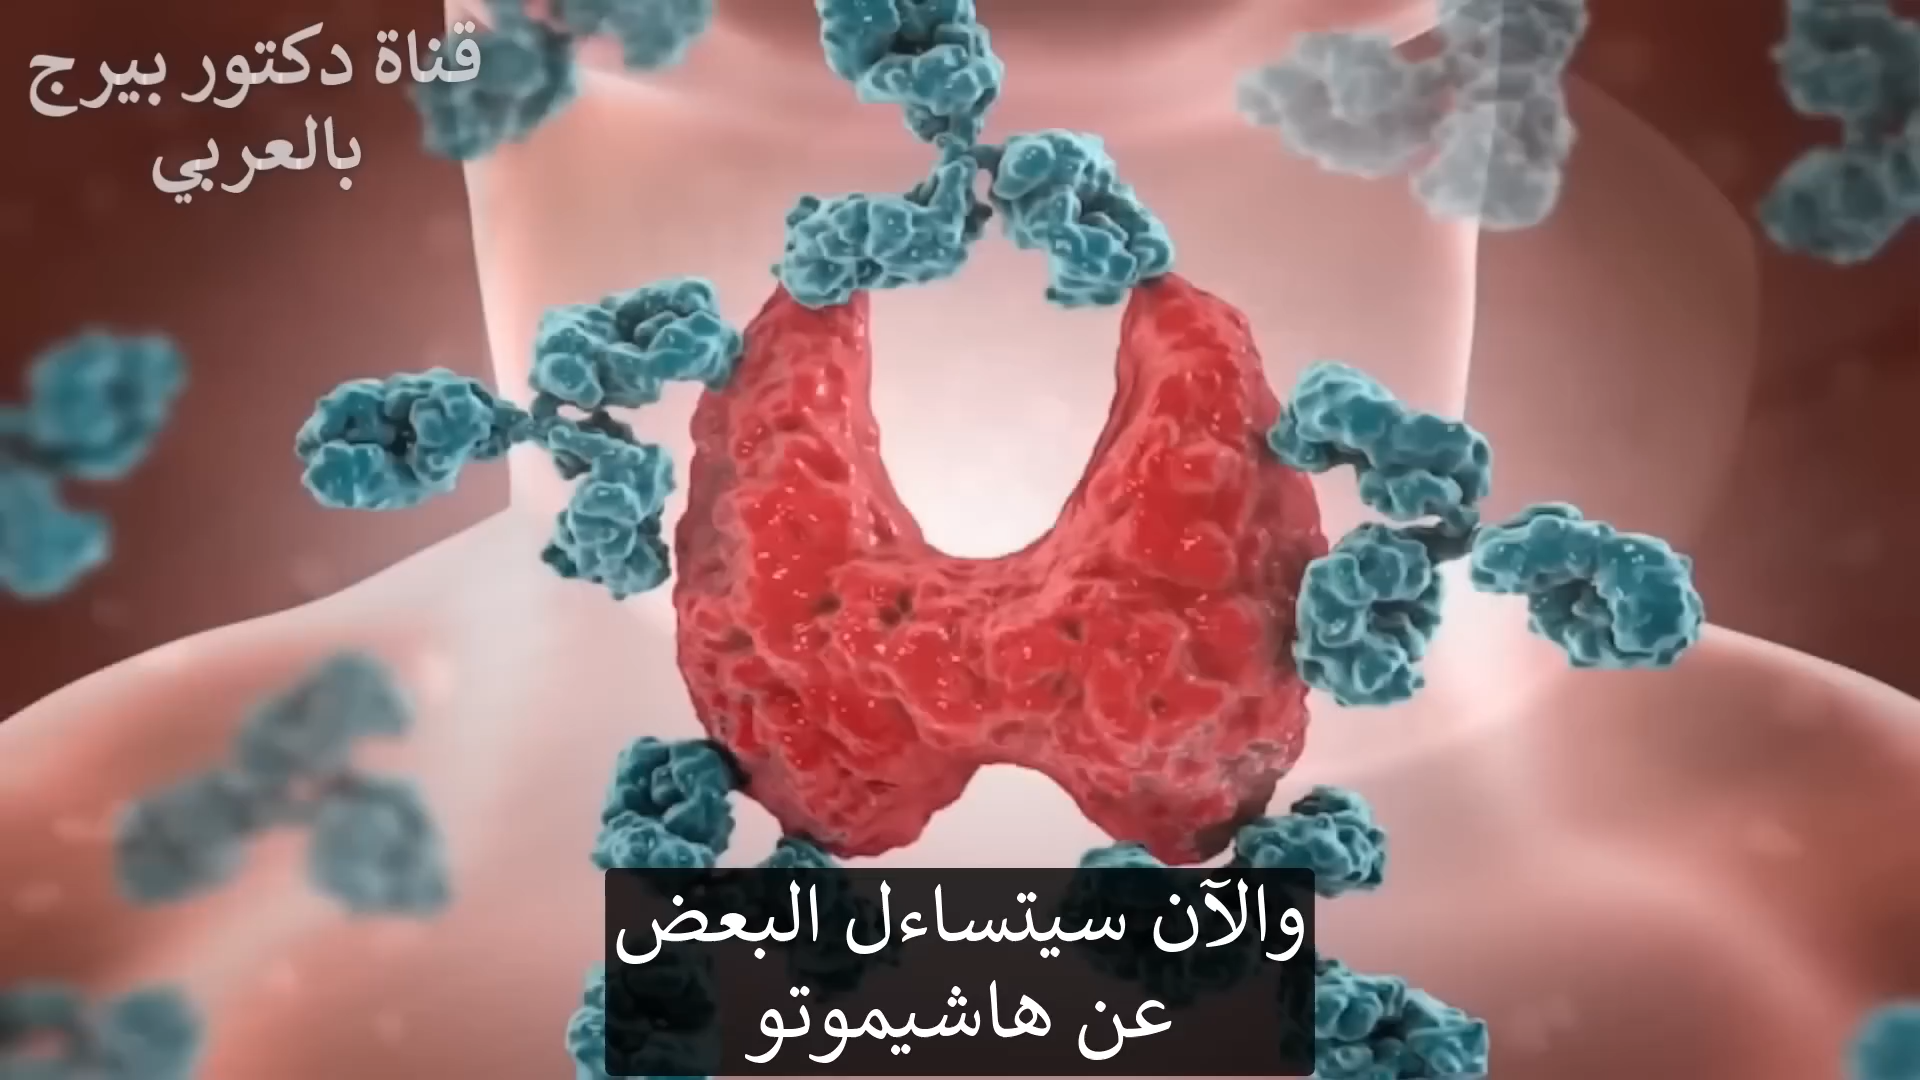 قناة دكتور بيرج
بالعربي
والآن سيتساءل البعض
عن هاشيموتو